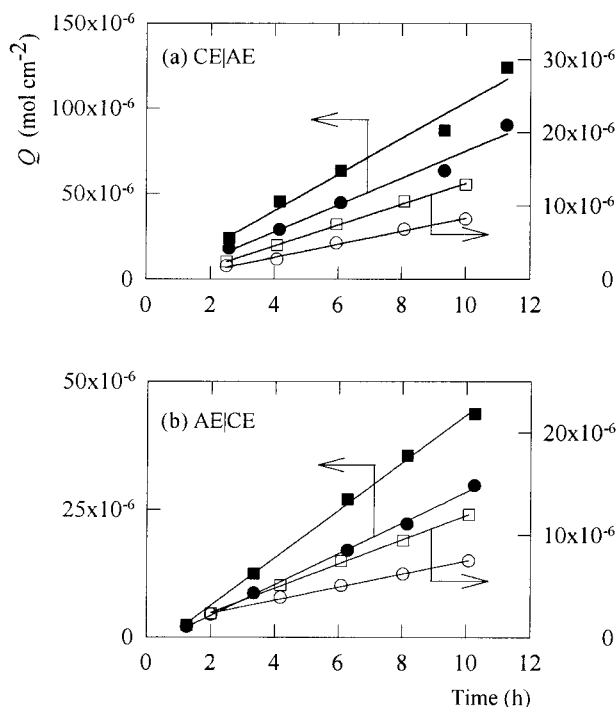 150x10⁻⁶
(a) CE|AE
30x10⁻⁶
100x10⁻⁶
20x10⁻⁶
Q (mol cm⁻²)
50x10⁻⁶
10x10⁻⁶
0
0
0 2 4 6 8 10 12
50x10⁻⁶
(b) AE|CE
20x10⁻⁶
25x10⁻⁶
10x10⁻⁶
0
0
0 2 4 6 8 10 12
Time (h)